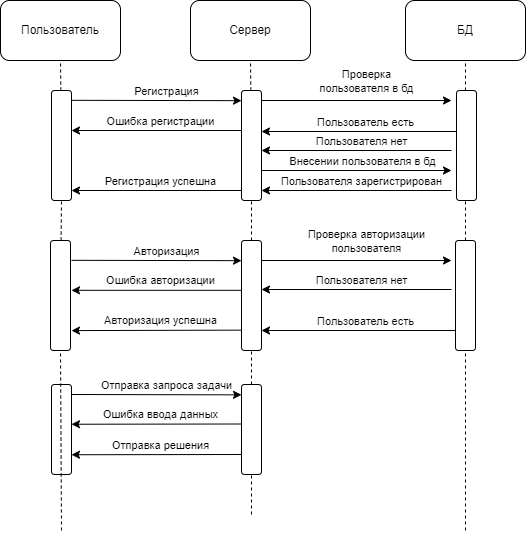 Пользователь
Сервер
БД
Регистрация
Проверка
пользователя в бд
Ошибка регистрации
Пользователь есть
Пользователя нет
Внесении пользователя в бд
Регистрация успешна
Пользователя зарегистрирован
Авторизация
Проверка авторизации
пользователя
Ошибка авторизации
Пользователя нет
Авторизация успешна
Пользователь есть
Отправка запроса задачи
Ошибка ввода данных
Отправка решения